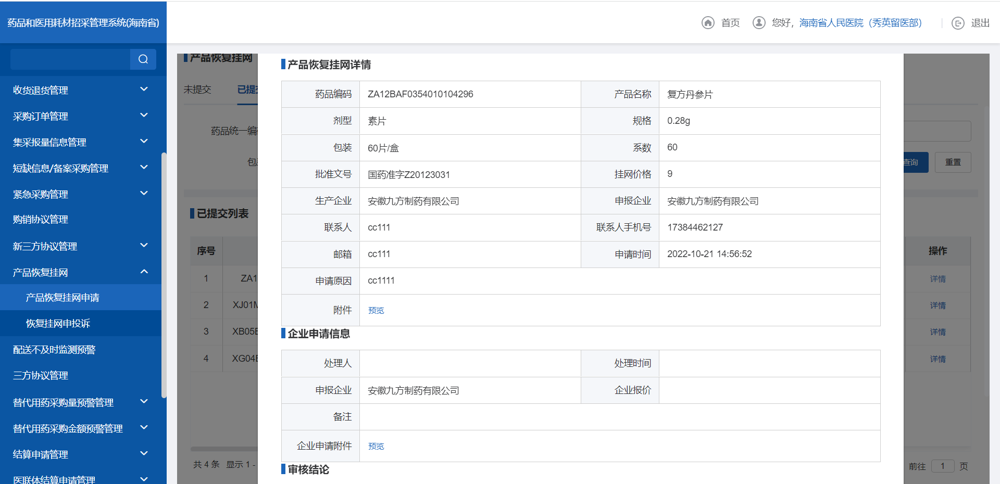 药品和医用耗材招采管理系统(海南省)
首页
您好,
海南省人民医院（秀英留医部）
退出
收货退货管理
采购订单管理
集采报量信息管理
短缺信息/备案采购管理
紧急采购管理
购销协议管理
新三方协议管理
产品恢复挂网
产品恢复挂网申请
恢复挂网申投诉
配送不及时监测预警
三方协议管理
替代用药采购量预警管理
替代用药采购金额预警管理
结算申请管理
医联体结算申请管理
产品恢复挂网
未提交
已提交
药品统一编
包
查询
重置
已提交列表
序号
操作
1
ZA1
详情
2
XJ01M
详情
3
XB05B
详情
4
XG04B
详情
共 4 条 显示 1 -
前往 1 页
产品恢复挂网详情
药品编码 ZA12BAF0354010104296 产品名称 复方丹参片
剂型 素片 规格 0.28g
包装 60片/盒 系数 60
批准文号 国药准字Z20123031 挂网价格 9
生产企业 安徽九方制药有限公司 申报企业 安徽九方制药有限公司
联系人 cc111 联系人手机号 17384462127
邮箱 cc111 申请时间 2022-10-21 14:56:52
申请原因 cc1111
附件 预览
企业申请信息
处理人 处理时间
申报企业 安徽九方制药有限公司 企业报价
备注
企业申请附件 预览
审核结论